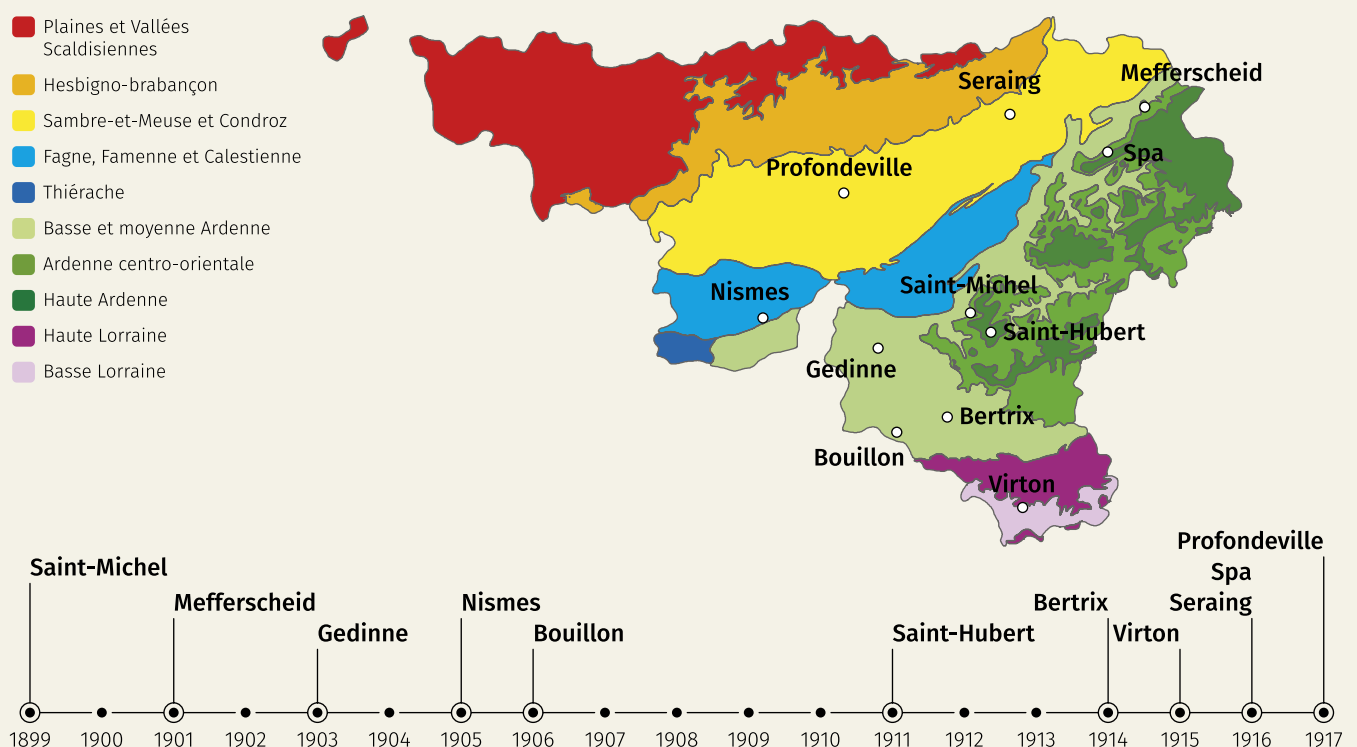 Plaines et Vallées
Scaldisiennes
Hesbigno-brabançon
Sambre-et-Meuse et Condroz
Fagne, Famenne et Calestienne
Thiérache
Basse et moyenne Ardenne
Ardenne centro-orientale
Haute Ardenne
Haute Lorraine
Basse Lorraine
Mefferscheid
Seraing
Spa
Profondeville
Saint-Michel
Nismes
Saint-Hubert
Gedinne
Bertrix
Bouillon
Virton
Profondeville
Saint-Michel
Spa
Mefferscheid
Nismes
Bertrix
Seraing
Gedinne
Bouillon
Saint-Hubert
Virton
1899 1900 1901 1902 1903 1904 1905 1906 1907 1908 1909 1910 1911 1912 1913 1914 1915 1916 1917